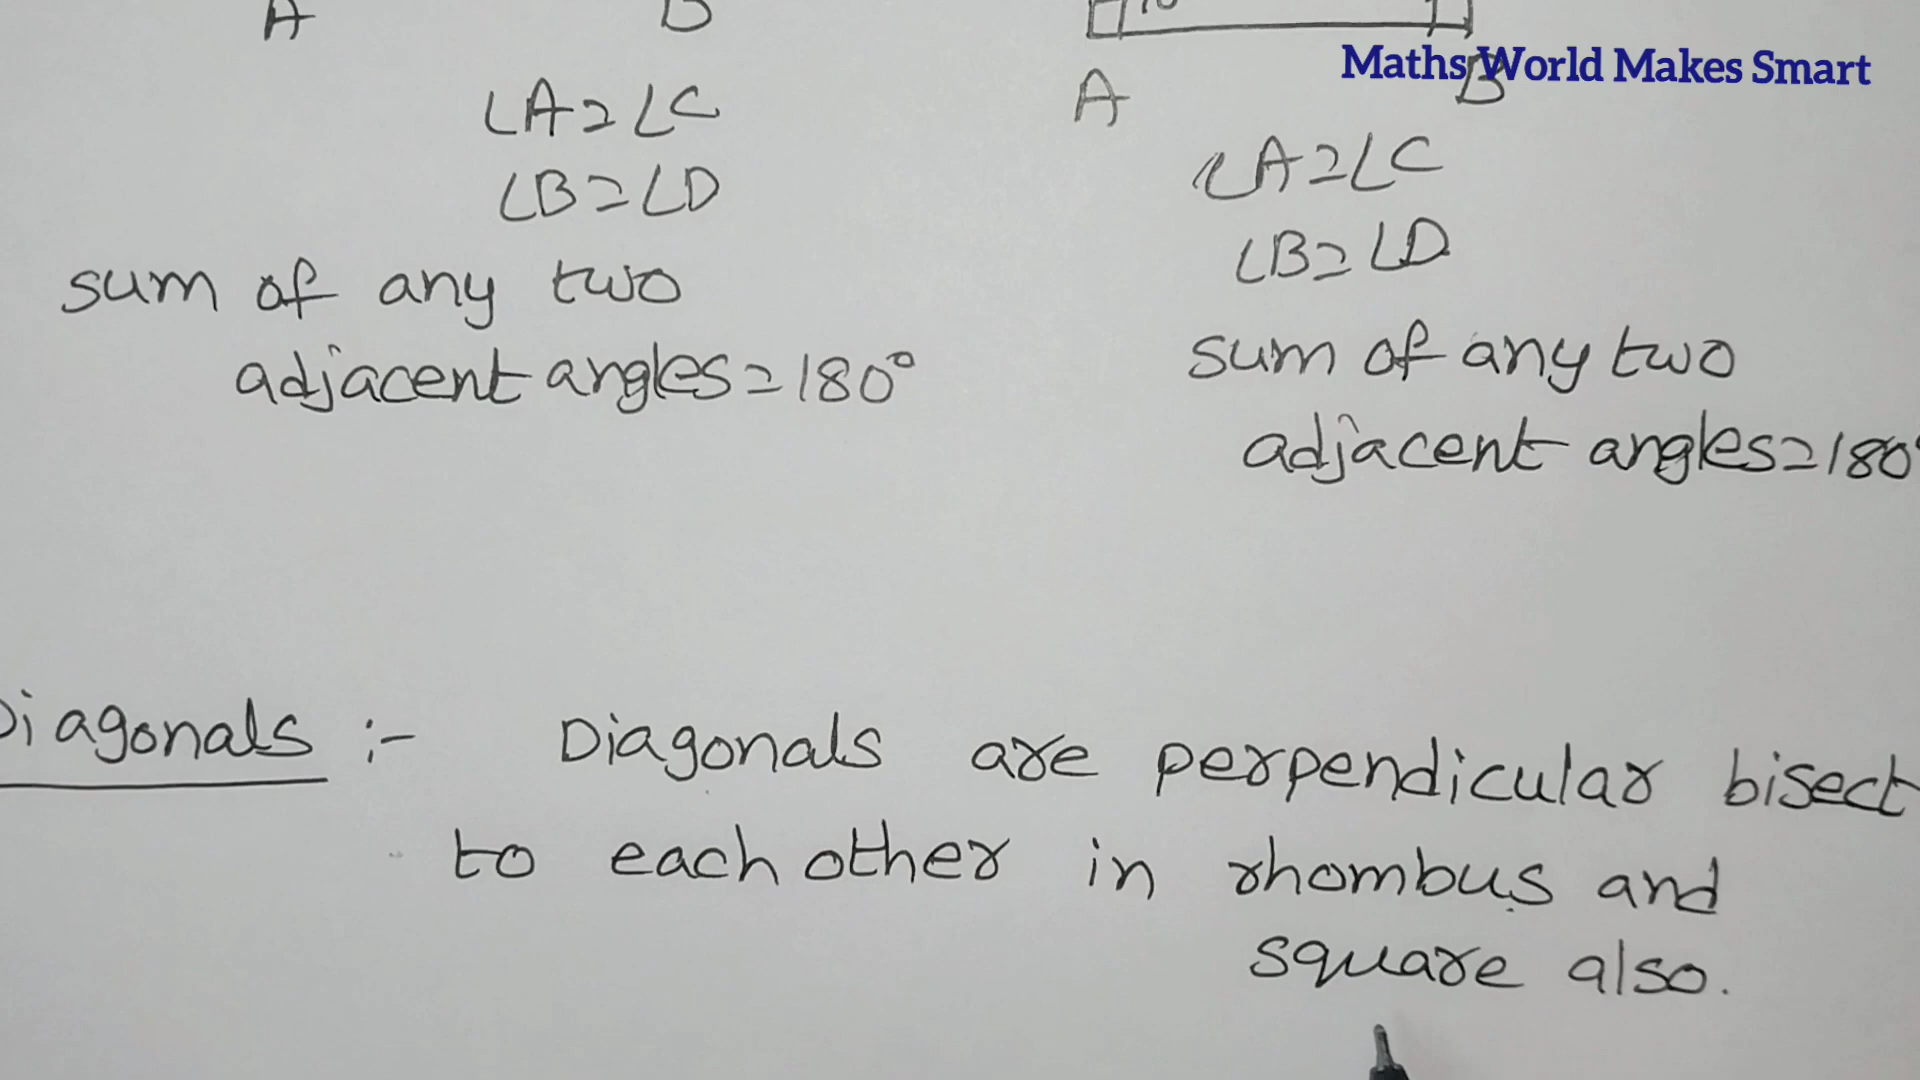 A B
Maths World Makes Smart
A B
∠A=∠C
∠B=∠D
sum of any two
adjacent angles=180°
∠A=∠C
∠B=∠D
sum of any two
adjacent angles=180°
Diagonals :- Diagonals are perpendicular bisect
to each other in rhombus and
square also.